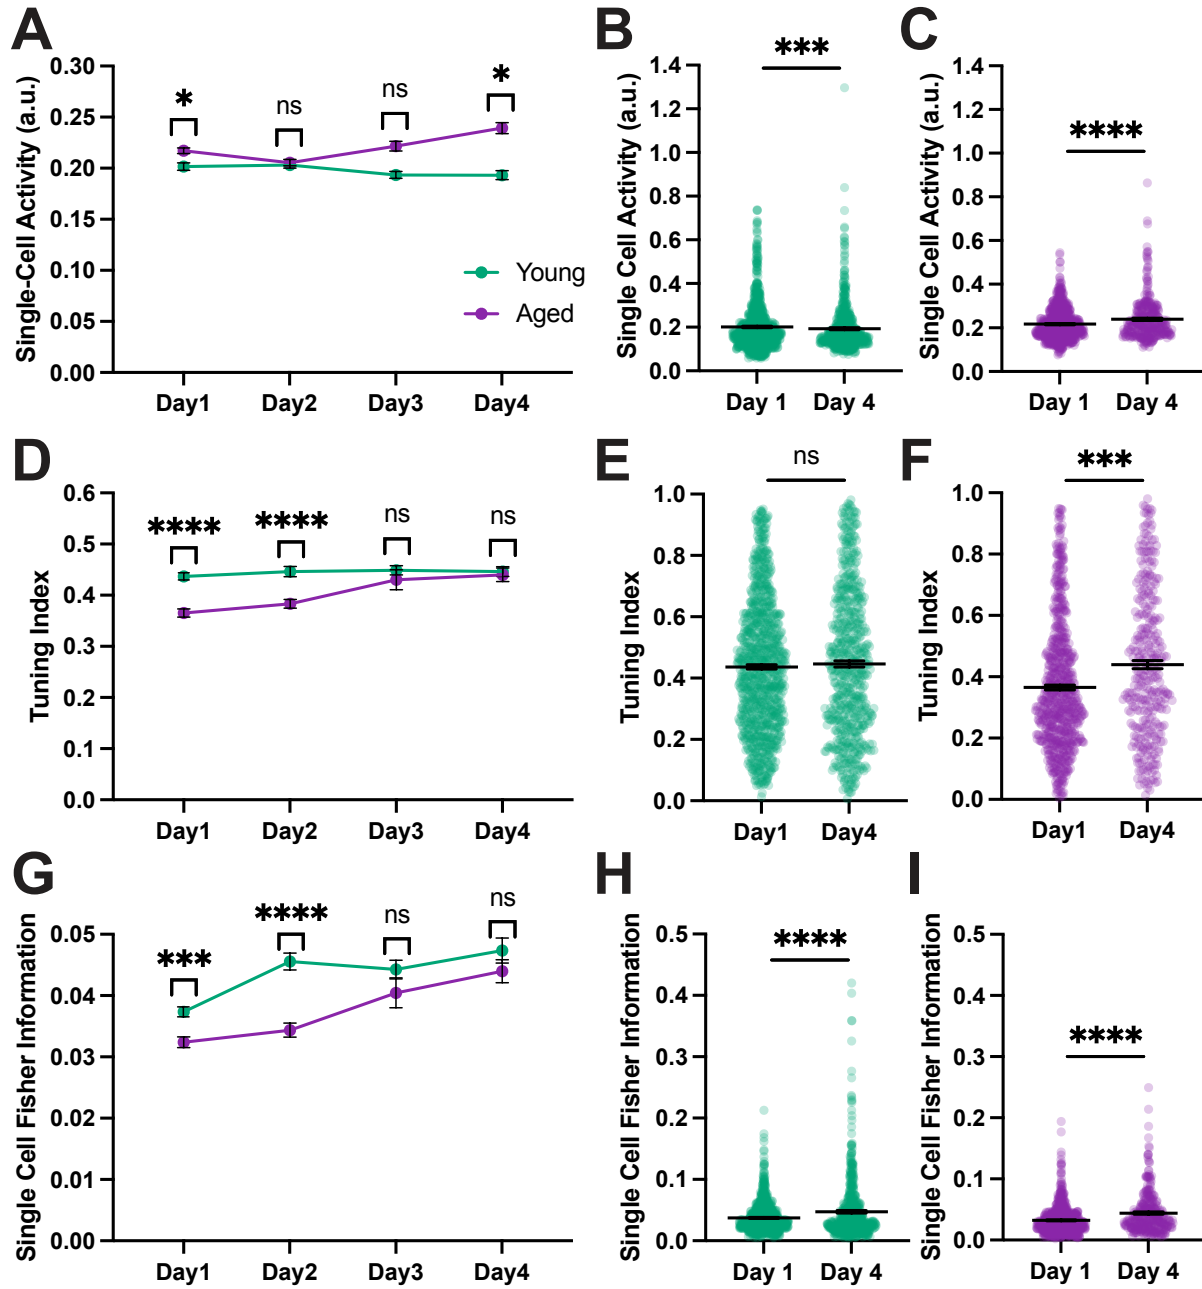 A
Single-Cell Activity (a.u.)
0.30
0.25
0.20
0.15
0.10
0.05
0.00
*
ns
ns
*
Young
Aged
Day1 Day2 Day3 Day4
B
Single Cell Activity (a.u.)
1.4
1.2
1.0
0.8
0.6
0.4
0.2
0.0
***
Day 1 Day 4
C
Single Cell Activity (a.u.)
1.4
1.2
1.0
0.8
0.6
0.4
0.2
0.0
****
Day 1 Day 4
D
Tuning Index
0.6
0.5
0.4
0.3
0.2
0.1
0.0
****
****
ns
ns
Day1 Day2 Day3 Day4
E
Tuning Index
1.0
0.8
0.6
0.4
0.2
0.0
ns
Day1 Day4
F
Tuning Index
1.0
0.8
0.6
0.4
0.2
0.0
***
Day1 Day4
G
Single Cell Fisher Information
0.05
0.04
0.03
0.02
0.01
0.00
***
****
ns
ns
Day1 Day2 Day3 Day4
H
Single Cell Fisher Information
0.5
0.4
0.3
0.2
0.1
0.0
****
Day 1 Day 4
I
Single Cell Fisher Information
0.5
0.4
0.3
0.2
0.1
0.0
****
Day 1 Day 4